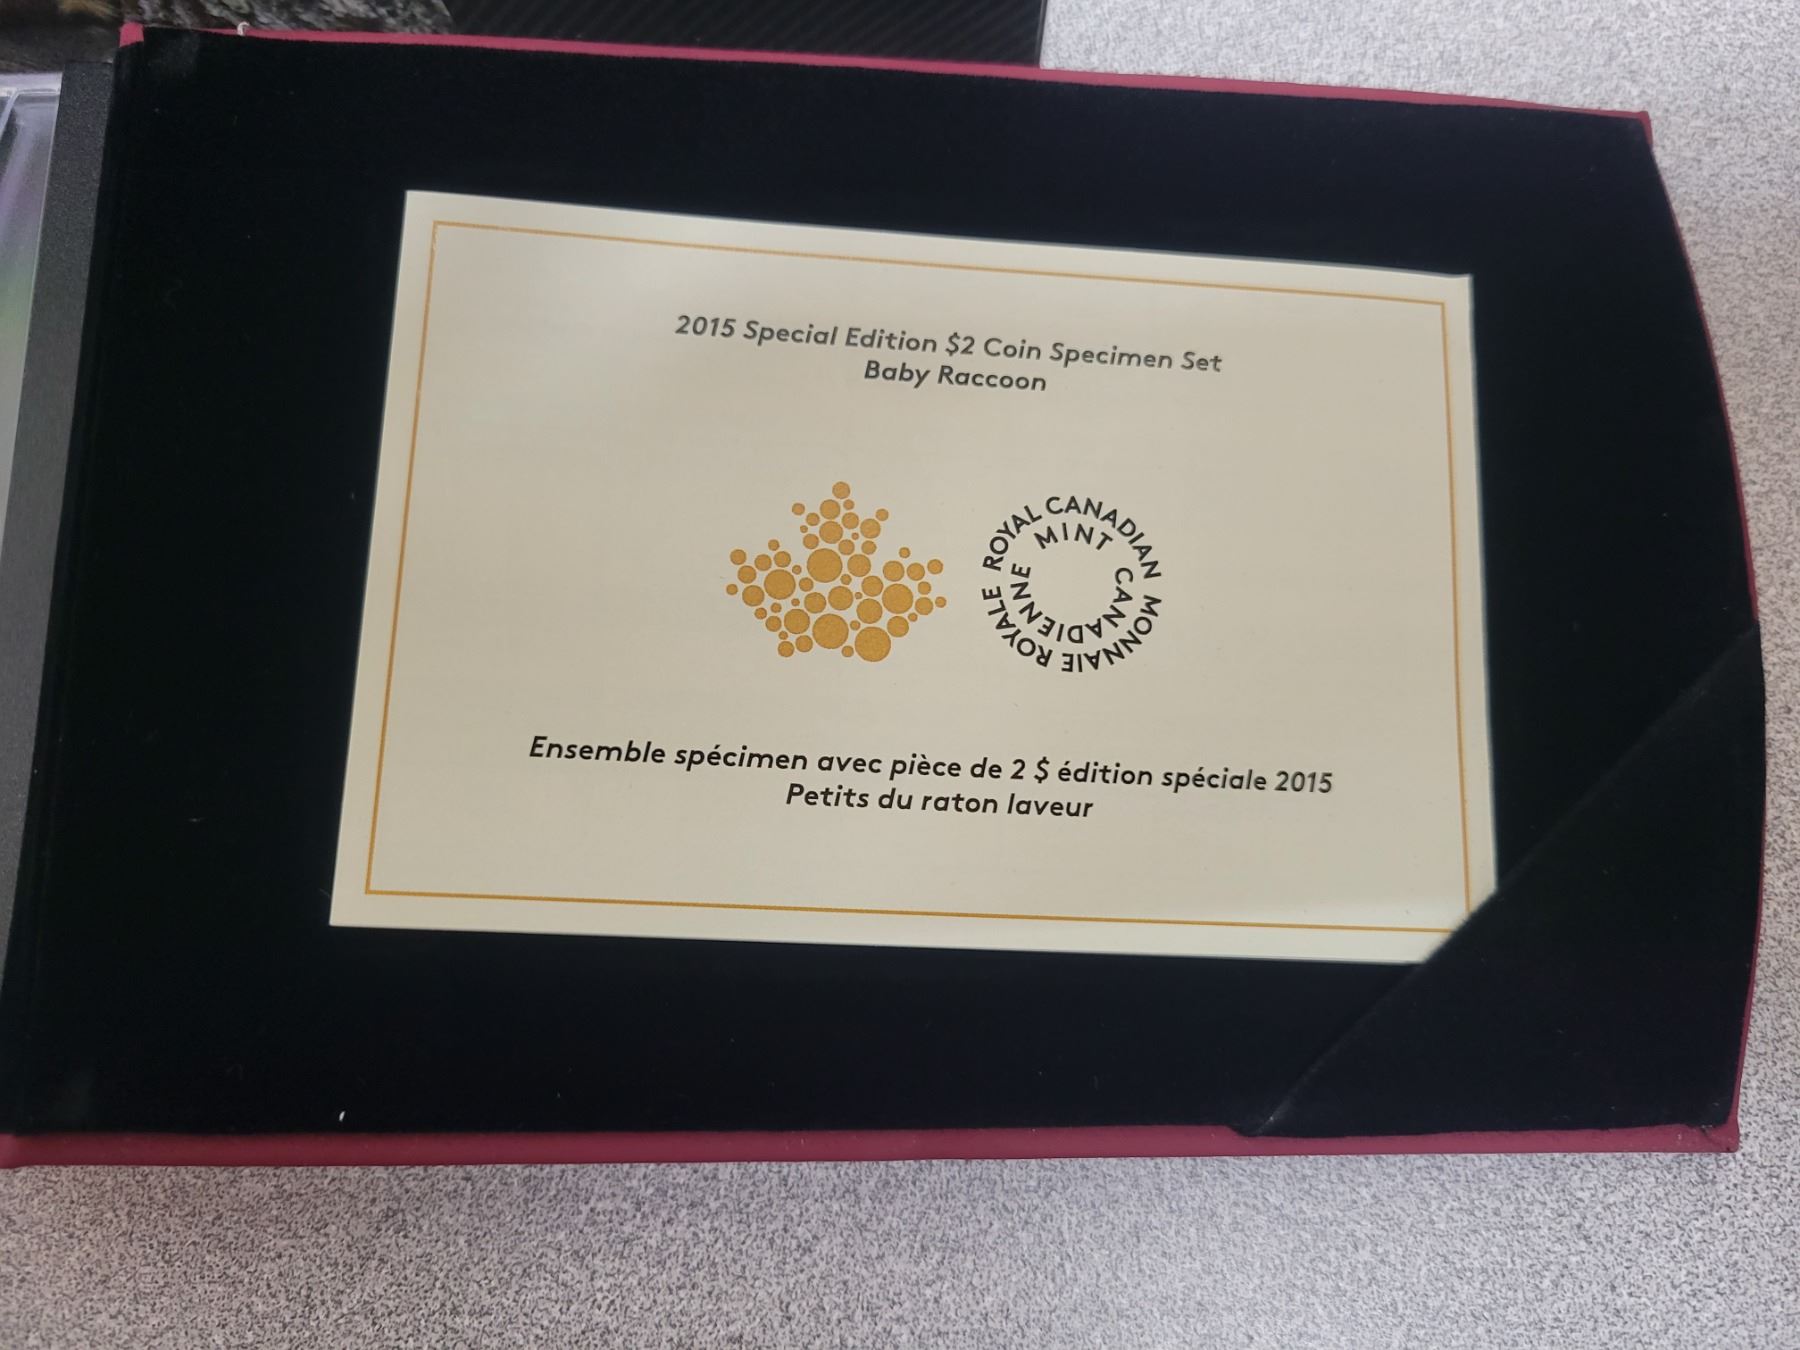 2015 Special Edition $2 Coin Specimen Set
Baby Raccoon
ROYAL CANADIAN
MINT
MONNAIE ROYALE
CANADIENNE
Ensemble spécimen avec pièce de 2 $ édition spéciale 2015
Petits du raton laveur